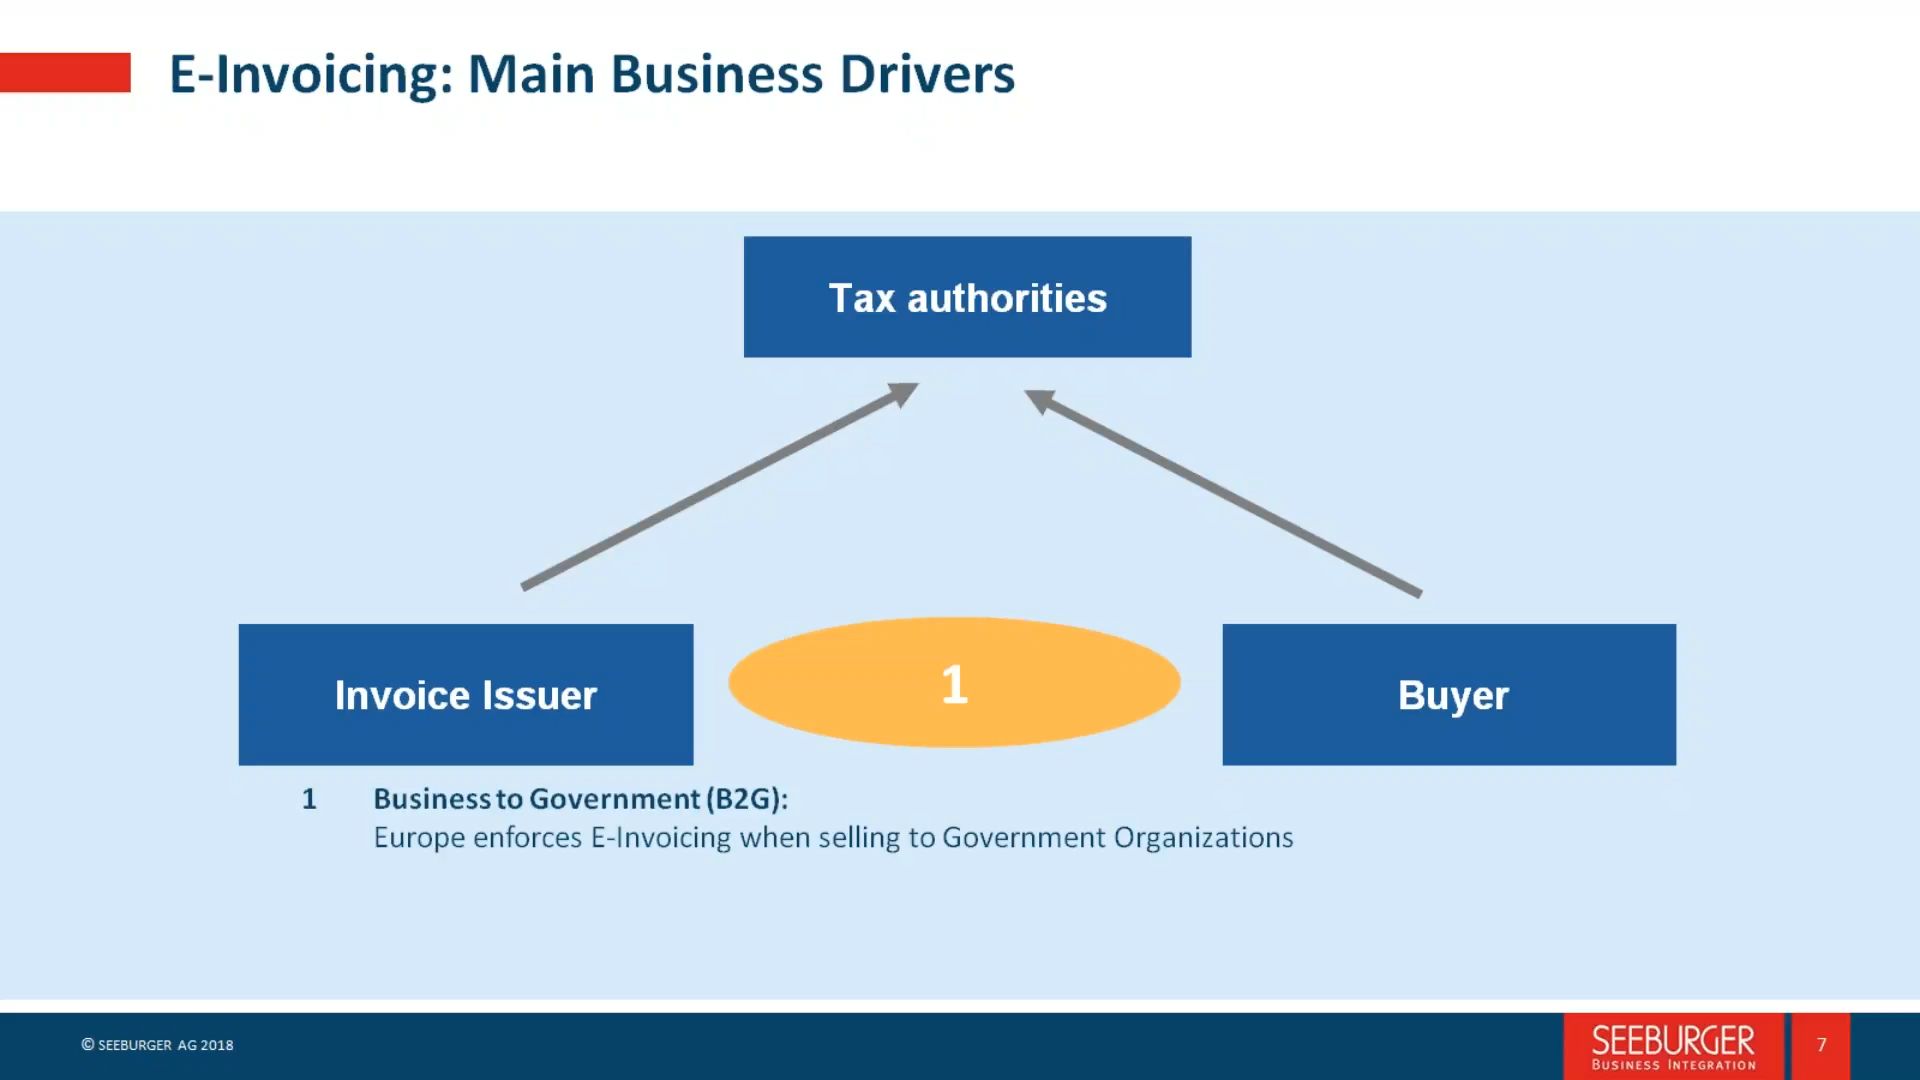 E-Invoicing: Main Business Drivers
Tax authorities
Invoice Issuer
1
Buyer
1 Business to Government (B2G):
Europe enforces E-Invoicing when selling to Government Organizations
© SEEBURGER AG 2018
SEEBURGER
BUSINESS INTEGRATION
7